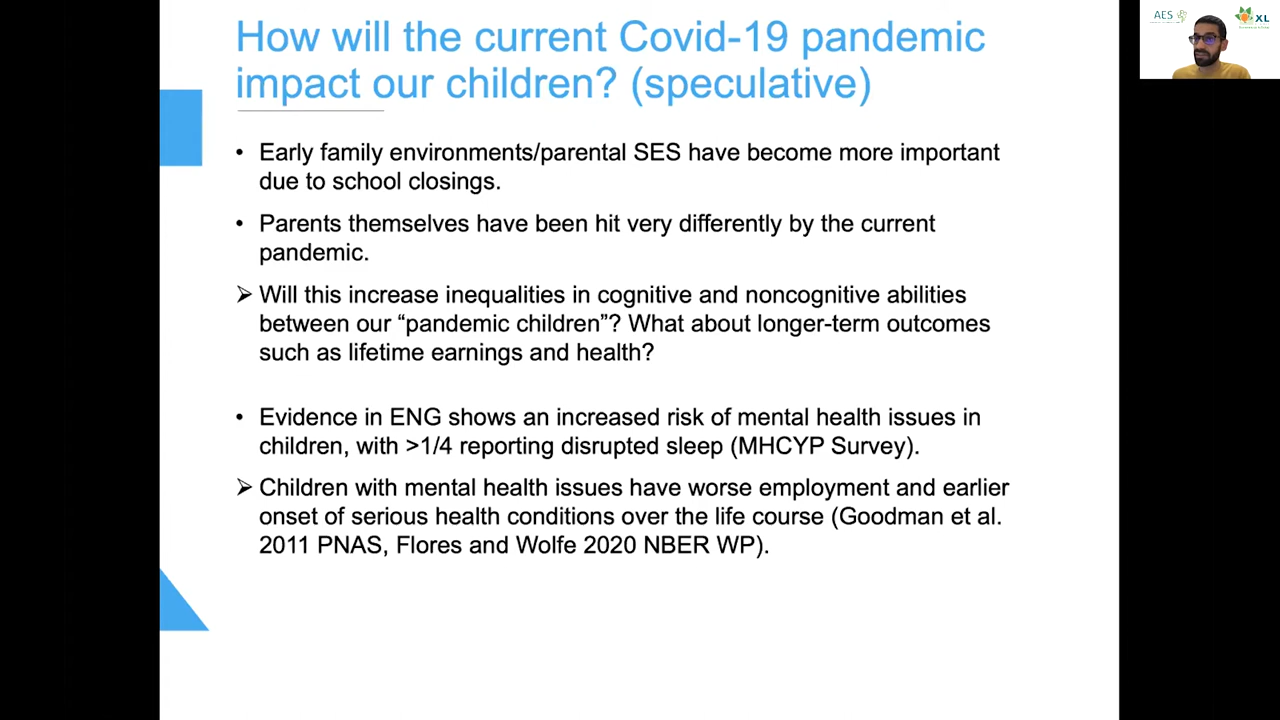 How will the current Covid-19 pandemic
impact our children? (speculative)
• Early family environments/parental SES have become more important
due to school closings.
• Parents themselves have been hit very differently by the current
pandemic.
➢ Will this increase inequalities in cognitive and noncognitive abilities
between our “pandemic children”? What about longer-term outcomes
such as lifetime earnings and health?
• Evidence in ENG shows an increased risk of mental health issues in
children, with >1/4 reporting disrupted sleep (MHCYP Survey).
➢ Children with mental health issues have worse employment and earlier
onset of serious health conditions over the life course (Goodman et al.
2011 PNAS, Flores and Wolfe 2020 NBER WP).
AES
XL